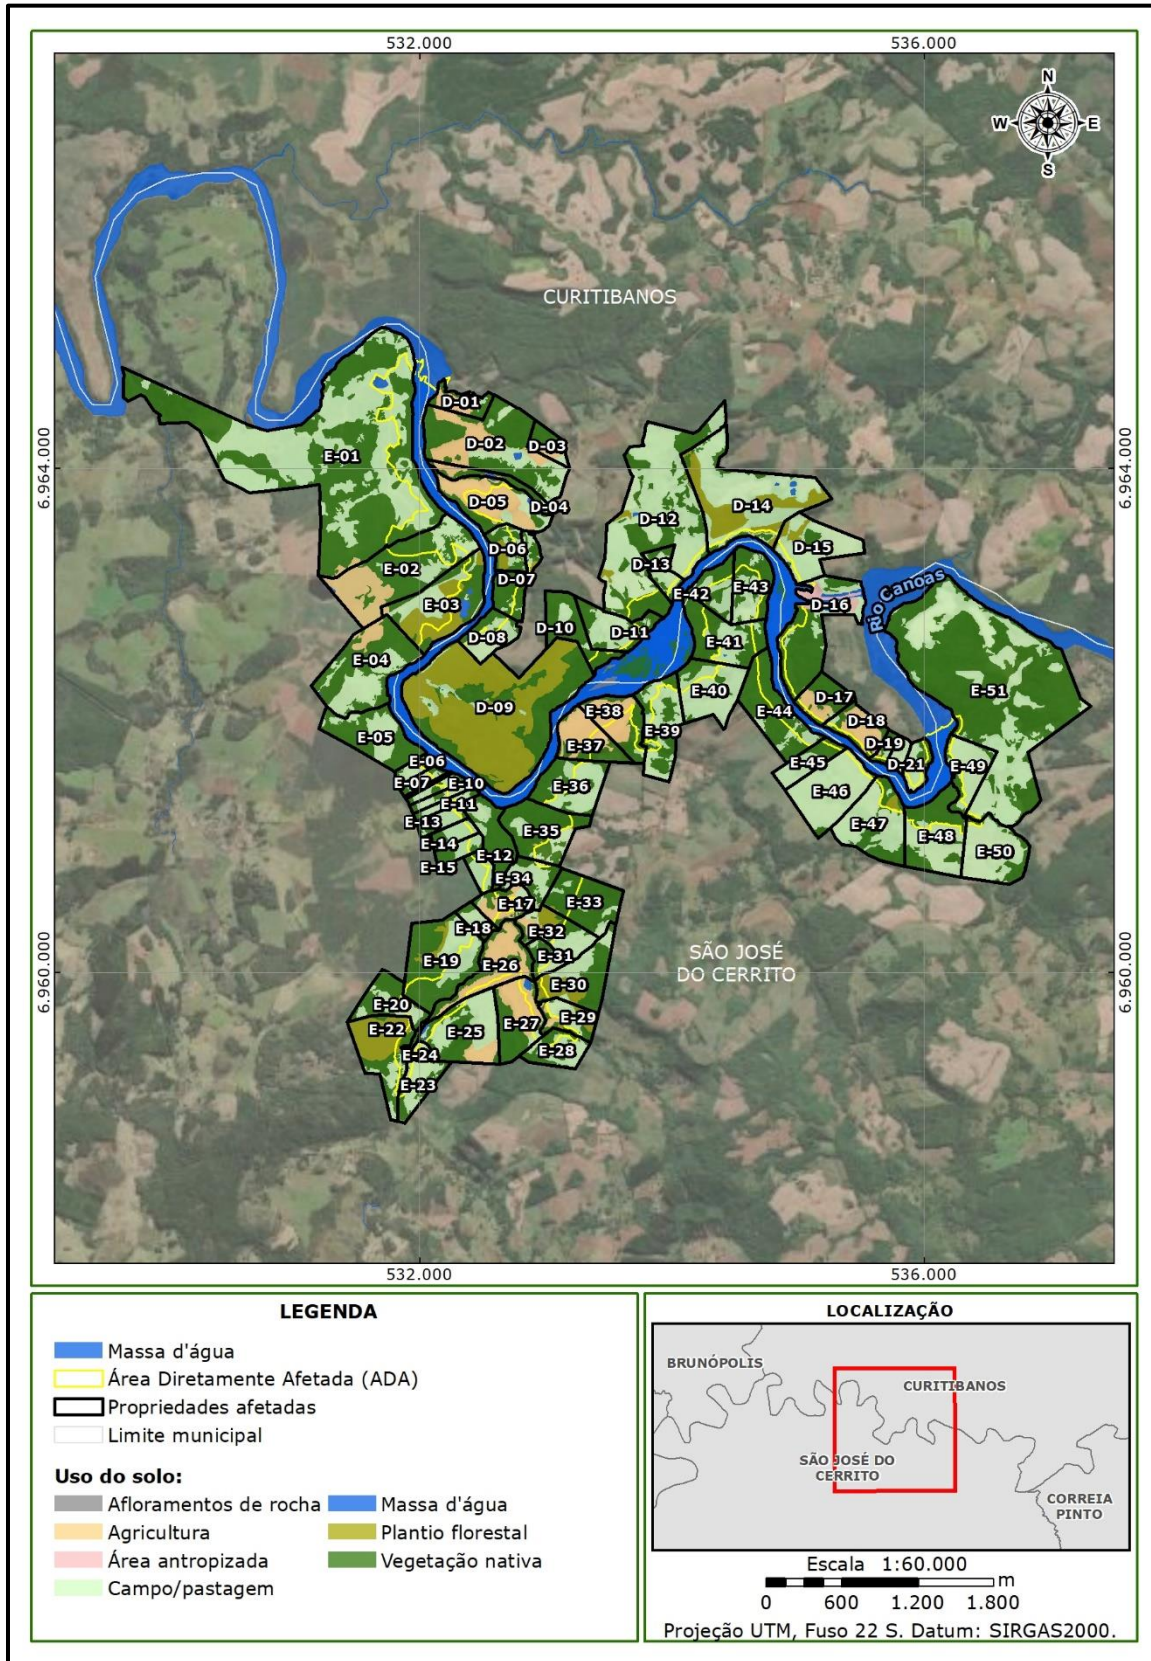 532.000
536.000
N
W
E
S
CURITIBANOS
6.964.000
6.964.000
D-01
D-02
D-03
E-01
D-05
D-04
D-14
D-12
D-06
D-15
D-13
E-02
D-07
E-42
E-43
E-03
D-16
Rio Canoas
D-08
D-10
D-11
E-41
E-04
E-40
E-51
D-09
E-38
D-17
E-44
D-18
E-05
E-37
E-39
D-19
E-06
E-45
D-21
E-49
E-07
E-10
E-36
E-46
E-11
E-13
E-47
E-35
E-48
E-14
E-12
E-50
E-15
E-34
E-17
E-33
E-18
E-32
SÃO JOSÉ
DO CERRITO
E-19
E-26
E-31
E-30
6.960.000
6.960.000
E-20
E-29
E-22
E-25
E-27
E-24
E-28
E-23
532.000
536.000
LEGENDA
Massa d'água
Área Diretamente Afetada (ADA)
Propriedades afetadas
Limite municipal
Uso do solo:
Afloramentos de rocha
Massa d'água
Agricultura
Plantio florestal
Área antropizada
Vegetação nativa
Campo/pastagem
LOCALIZAÇÃO
BRUNÓPOLIS
CURITIBANOS
SÃO JOSÉ DO
CERRITO
CORREIA
PINTO
Escala 1:60.000
m
0 600 1.200 1.800
Projeção UTM, Fuso 22 S. Datum: SIRGAS2000.